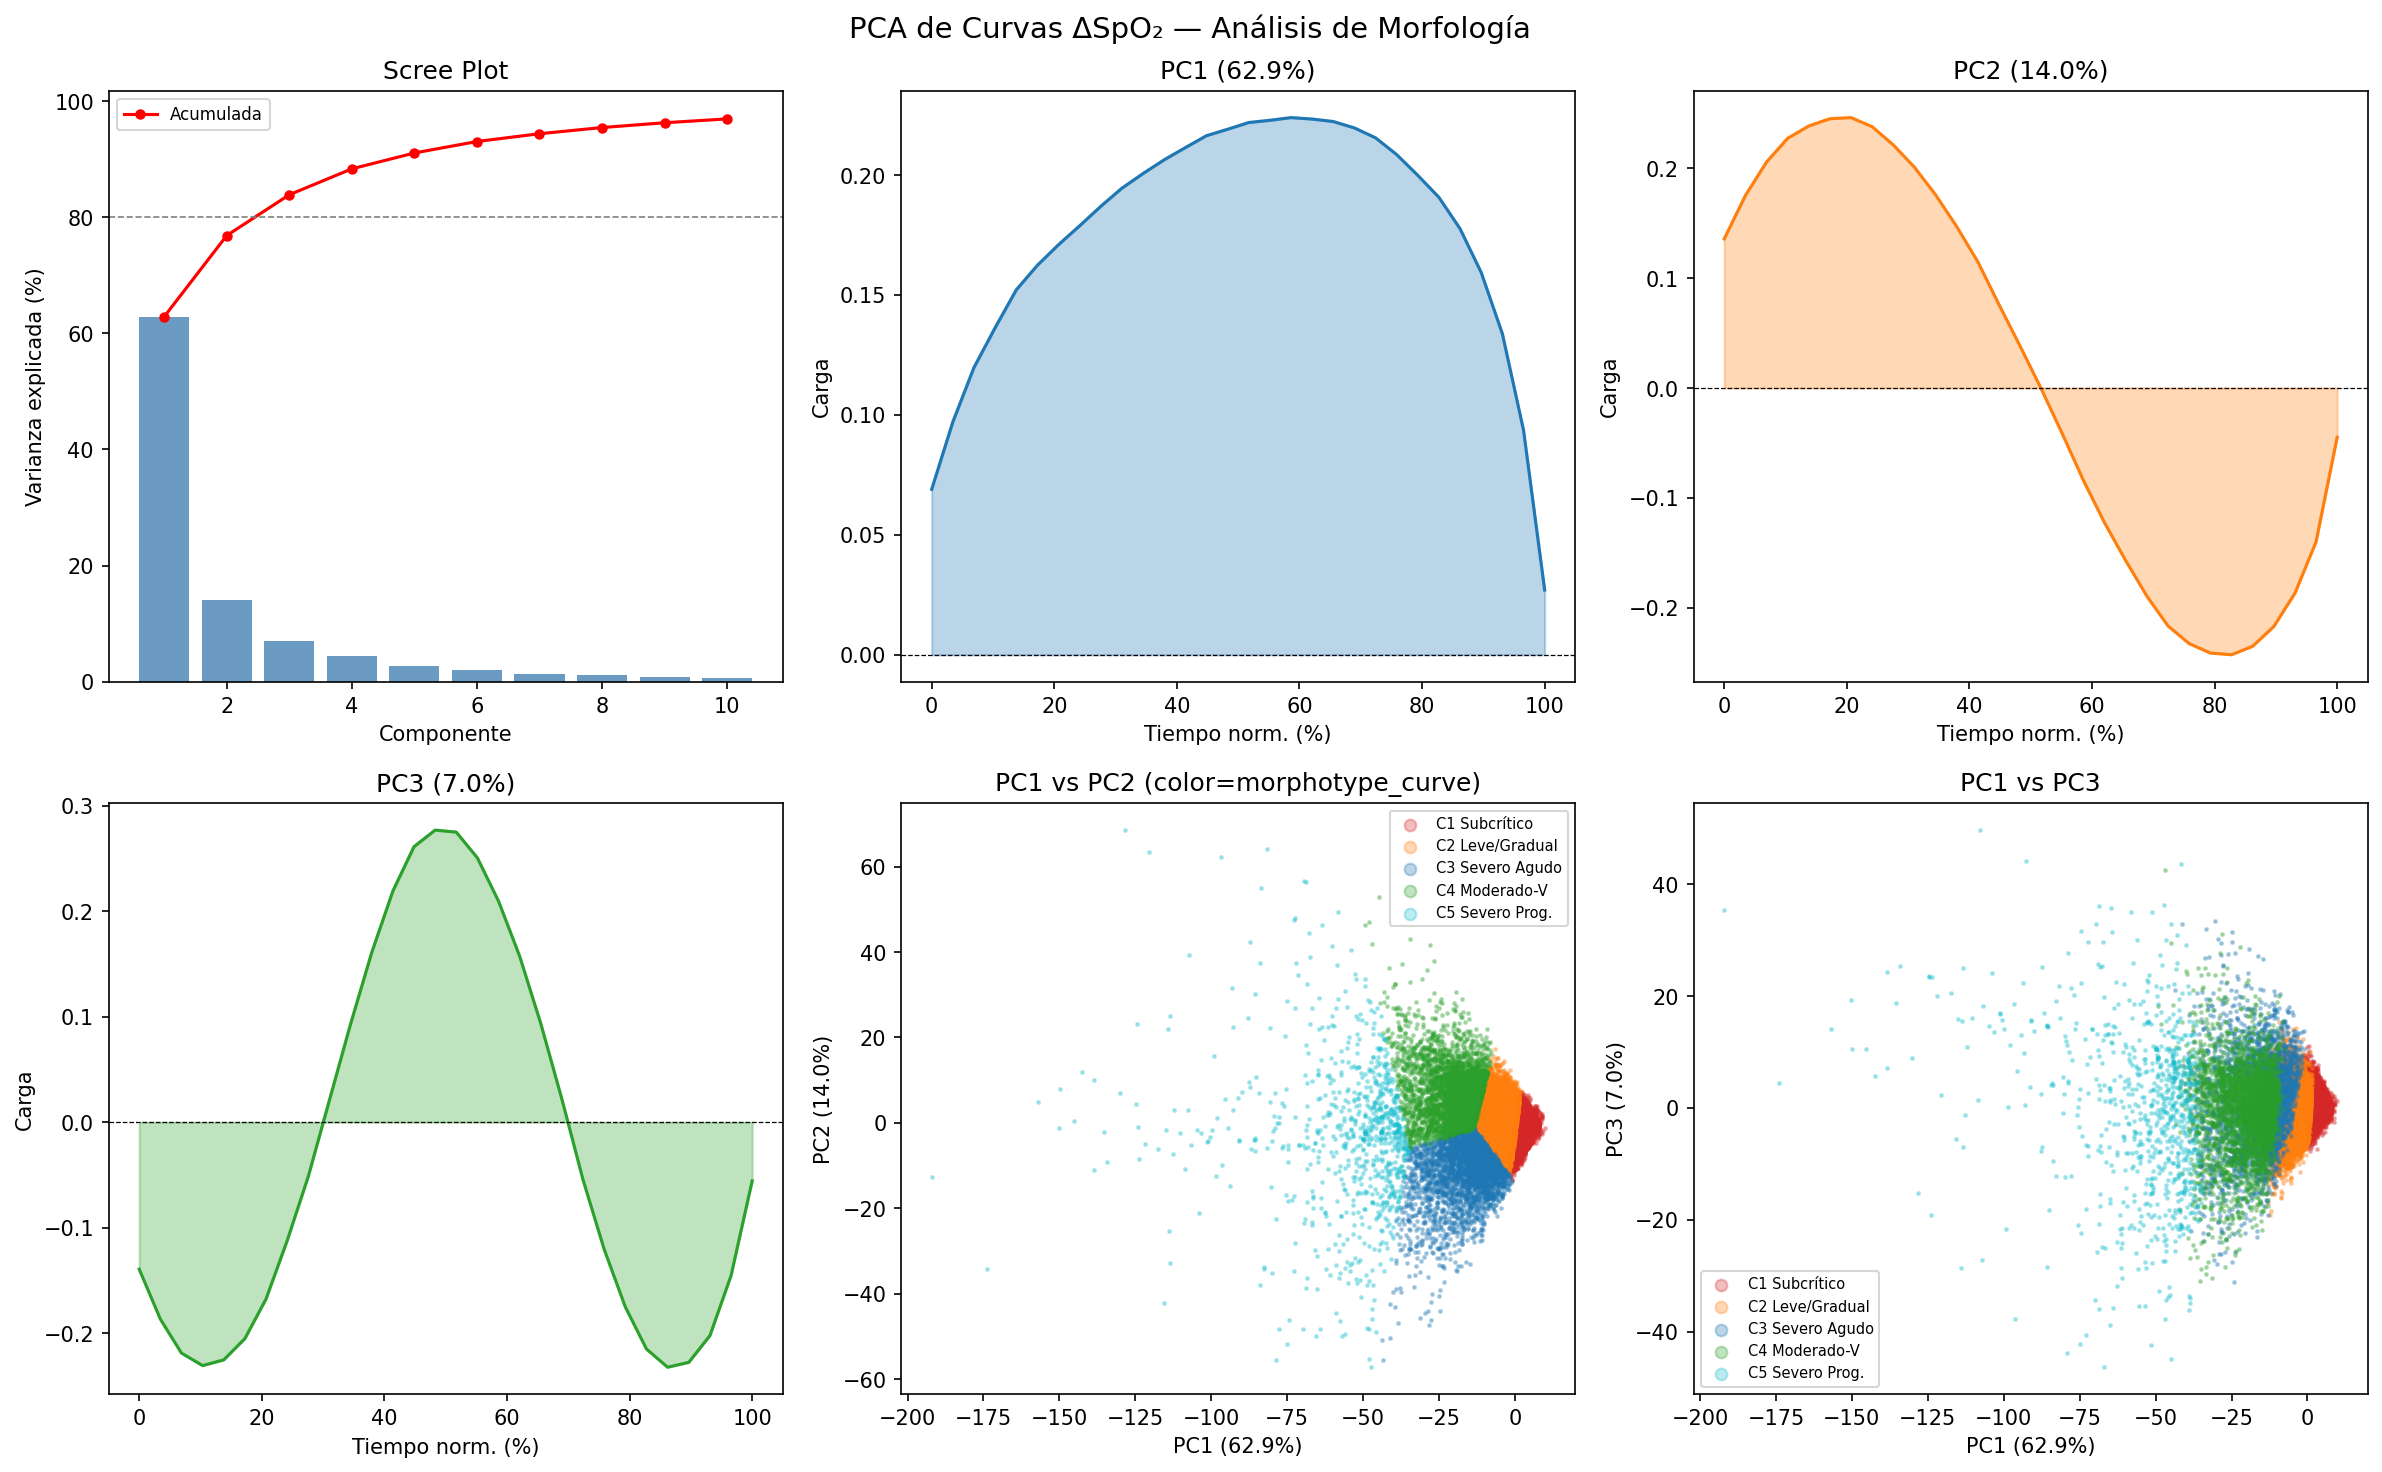 PCA de Curvas ΔSpO₂ — Análisis de Morfología
Scree Plot
100
80
60
40
20
0
Varianza explicada (%)
Acumulada
2 4 6 8 10
Componente
PC1 (62.9%)
0.20
0.15
0.10
0.05
0.00
Carga
0 20 40 60 80 100
Tiempo norm. (%)
PC2 (14.0%)
0.2
0.1
0.0
−0.1
−0.2
Carga
0 20 40 60 80 100
Tiempo norm. (%)
PC3 (7.0%)
0.3
0.2
0.1
0.0
−0.1
−0.2
Carga
0 20 40 60 80 100
Tiempo norm. (%)
PC1 vs PC2 (color=morphotype_curve)
C1 Subcrítico
C2 Leve/Gradual
C3 Severo Agudo
C4 Moderado-V
C5 Severo Prog.
60
40
20
0
−20
−40
−60
PC2 (14.0%)
−200 −175 −150 −125 −100 −75 −50 −25 0
PC1 (62.9%)
PC1 vs PC3
40
20
0
−20
−40
PC3 (7.0%)
C1 Subcrítico
C2 Leve/Gradual
C3 Severo Agudo
C4 Moderado-V
C5 Severo Prog.
−200 −175 −150 −125 −100 −75 −50 −25 0
PC1 (62.9%)